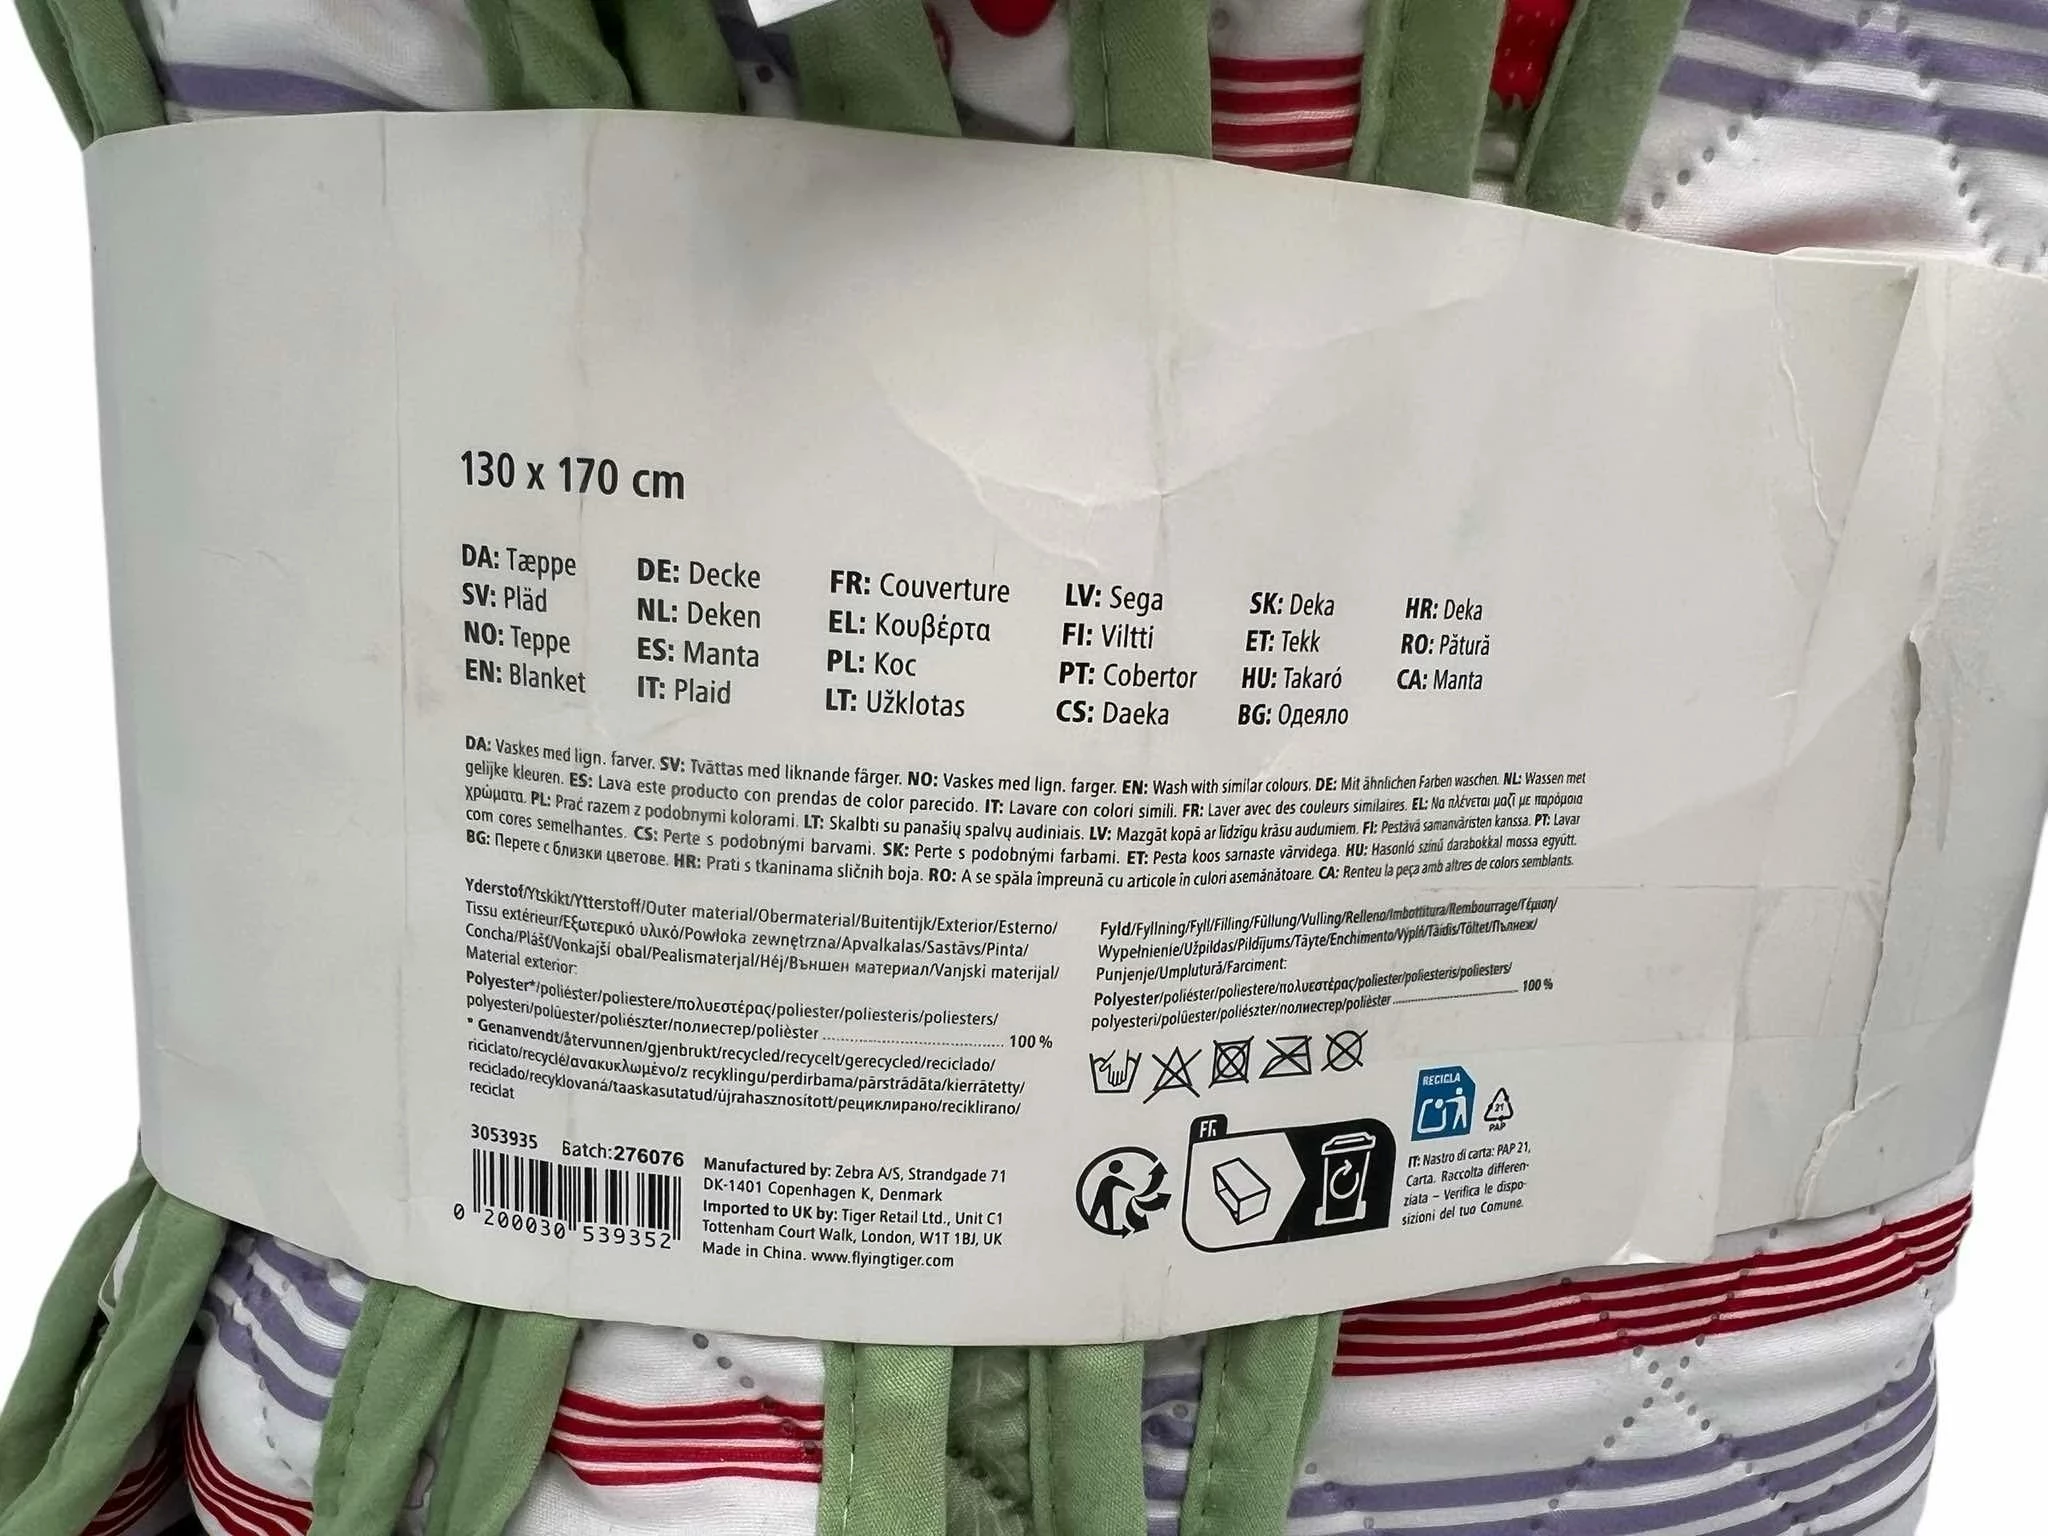 130 x 170 cm
DA: Tæppe
SV: Pläd
NO: Teppe
EN: Blanket
DE: Decke
NL: Deken
ES: Manta
IT: Plaid
FR: Couverture
EL: Κουβέρτα
PL: Koc
LT: Užklotas
LV: Sega
FI: Viltti
PT: Cobertor
CS: Daeka
SK: Deka
ET: Tekk
HU: Takaró
BG: Одеяло
HR: Deka
RO: Pătură
CA: Manta
DA: Vaskes med lign. farver. SV: Tvättas med liknande färger. NO: Vaskes med lign. farger. EN: Wash with similar colours. DE: Mit ähnlichen Farben waschen. NL: Wassen met
gelijke kleuren. ES: Lava este producto con prendas de color parecido. IT: Lavare con colori simili. FR: Laver avec des couleurs similaires. EL: Να πλένεται μαζί με παρόμοια
χρώματα. PL: Prać razem z podobnymi kolorami. LT: Skalbti su panašių spalvų audiniais. LV: Mazgāt kopā ar līdzīgu krāsu audumiem. FI: Pestävä samanväristen kanssa. PT: Lavar
com cores semelhantes. CS: Perte s podobnými barvami. SK: Perte s podobnými farbami. ET: Pesta koos sarnaste värvidega. HU: Hasonló színű darabokkal mossa együtt.
BG: Перете с близки цветове. HR: Prati s tkaninama sličnih boja. RO: A se spăla împreună cu articole în culori asemănătoare. CA: Renteu la peça amb altres de colors semblants.
Yderstof/Ytskikt/Ytterstoff/Outer material/Obermaterial/Buitentijk/Exterior/Esterno/
Tissu extérieur/Εξωτερικό υλικό/Powłoka zewnętrzna/Apvalkalas/Sastāvs/Pinta/
Concha/Plášť/Vonkajší obal/Pealismaterjal/Héj/Външен материал/Vanjski materijal/
Material exterior:
Polyester*/poliéster/poliestere/πολυεστέρας/poliester/poliesteris/poliesters/
polyesteri/polüester/poliészter/полиестер/polièster ........ 100 %
* Genanvendt/återvunnen/gjenbrukt/recycled/recycelt/gerecycled/reciclado/
riciclato/recyclé/ανακυκλωμένο/z recyklingu/perdirbama/pārstrādāta/kierrätetty/
reciclado/recyklovaná/taaskasutatud/újrahasznosított/рециклирано/reciklirano/
reciclat
Fyld/Fyllning/Fyll/Filling/Füllung/Vulling/Relleno/Imbottitura/Rembourrage/Γέμιση/
Wypełnienie/Užpildas/Pildījums/Täyte/Enchimento/Výplň/Täidis/Töltet/Пълнеж/
Punjenje/Umplutură/Farciment:
Polyester/poliéster/poliestere/πολυεστέρας/poliester/poliesteris/poliesters/
polyesteri/polüester/poliészter/полиестер/polièster ........ 100 %
3053935 Batch:276076
0 200030 539352
Manufactured by: Zebra A/S, Strandgade 71
DK-1401 Copenhagen K, Denmark
Imported to UK by: Tiger Retail Ltd., Unit C1
Tottenham Court Walk, London, W1T 1BJ, UK
Made in China. www.flyingtiger.com
FR
RECICLA
21
PAP
IT: Nastro di carta: PAP 21,
Carta. Raccolta differen-
ziata – Verifica le dispo-
sizioni del tuo Comune.